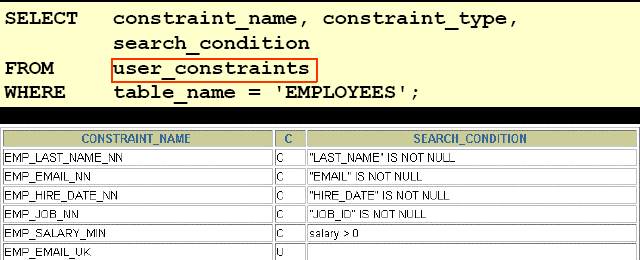 SELECT constraint_name, constraint_type,
search_condition
FROM user_constraints
WHERE table_name = 'EMPLOYEES';
CONSTRAINT_NAME C SEARCH_CONDITION
EMP_LAST_NAME_NN C "LAST_NAME" IS NOT NULL
EMP_EMAIL_NN C "EMAIL" IS NOT NULL
EMP_HIRE_DATE_NN C "HIRE_DATE" IS NOT NULL
EMP_JOB_NN C "JOB_ID" IS NOT NULL
EMP_SALARY_MIN C salary > 0
EMP_EMAIL_UK U